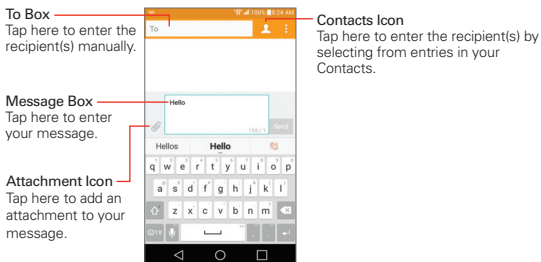 To Box
Tap here to enter the
recipient(s) manually.
Message Box
Tap here to enter
your message.
Attachment Icon
Tap here to add an
attachment to your
message.
100% 8:24 AM
To
Hello
155 / 1
Send
Hellos Hello
q w e r t y u i o p
a s d f g h j k l
z x c v b n m
Contacts Icon
Tap here to enter the recipient(s) by
selecting from entries in your
Contacts.